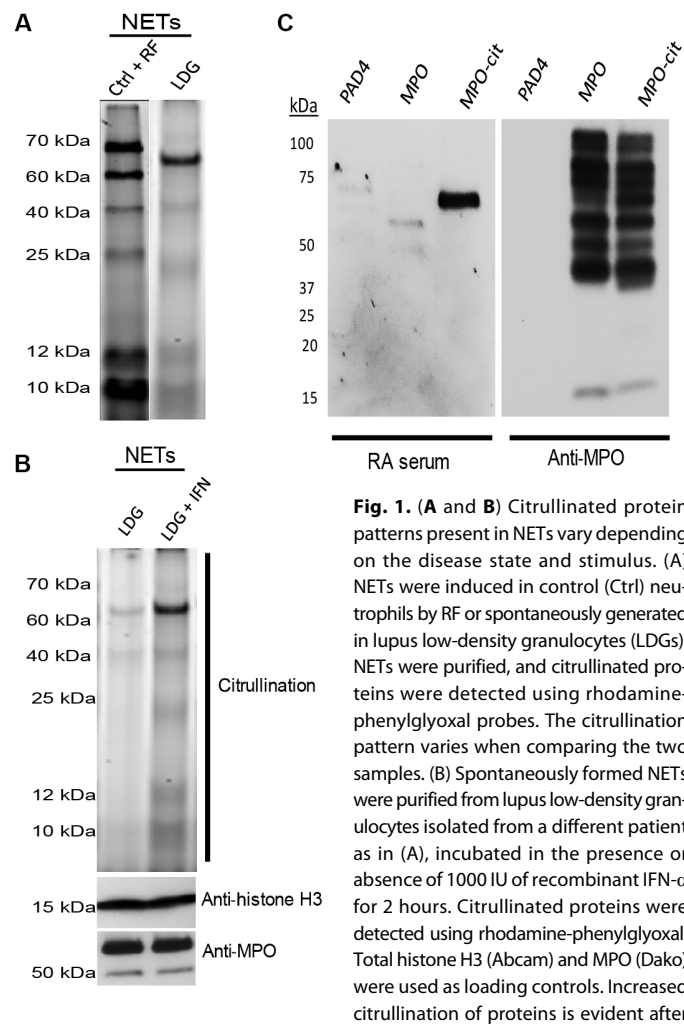 A
NETs
Ctrl + RF
LDG
70 kDa
60 kDa
40 kDa
25 kDa
12 kDa
10 kDa
B
NETs
LDG
LDG + IFN
70 kDa
60 kDa
40 kDa
25 kDa
12 kDa
10 kDa
Citrullination
15 kDa
Anti-histone H3
Anti-MPO
50 kDa
C
PAD4
MPO
MPO-cit
PAD4
MPO
MPO-cit
kDa
100
75
50
37
25
20
15
RA serum
Anti-MPO
Fig. 1. (A and B) Citrullinated protein
patterns present in NETs vary depending
on the disease state and stimulus. (A)
NETs were induced in control (Ctrl) neu-
trophils by RF or spontaneously generated
in lupus low-density granulocytes (LDGs)
NETs were purified, and citrullinated pro-
teins were detected using rhodamine-
phenylglyoxal probes. The citrullination
pattern varies when comparing the two
samples. (B) Spontaneously formed NETs
were purified from lupus low-density gran-
ulocytes isolated from a different patient
as in (A), incubated in the presence or
absence of 1000 IU of recombinant IFN-α
for 2 hours. Citrullinated proteins were
detected using rhodamine-phenylglyoxal
Total histone H3 (Abcam) and MPO (Dako)
were used as loading controls. Increased
citrullination of proteins is evident after